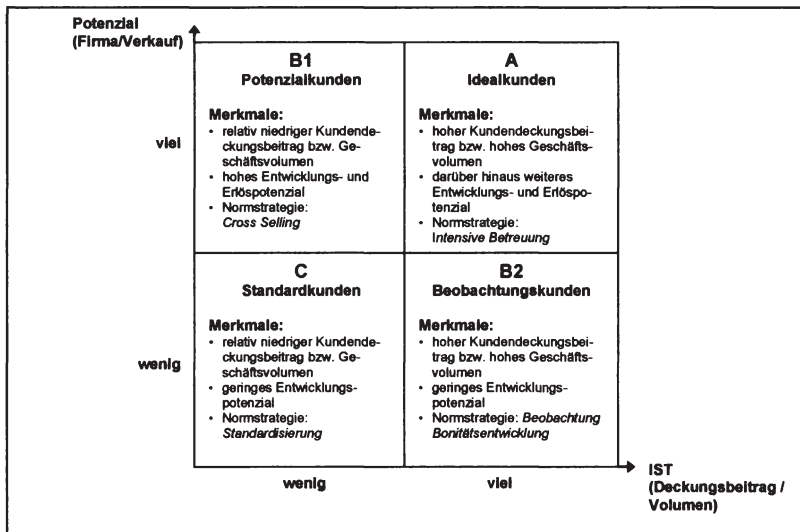 Potenzial
(Firma/Verkauf)
B1
Potenzialkunden
Merkmale:
• relativ niedriger Kundende-
ckungsbeitrag bzw. Ge-
schäftsvolumen
• hohes Entwicklungs- und
Erlöspotenzial
• Normstrategie:
Cross Selling
A
Idealkunden
Merkmale:
• hoher Kundendeckungsbei-
trag bzw. hohes Geschäfts-
volumen
• darüber hinaus weiteres
Entwicklungs- und Erlöspo-
tenzial
• Normstrategie:
Intensive Betreuung
viel
C
Standardkunden
Merkmale:
• relativ niedriger Kundende-
ckungsbeitrag bzw. Ge-
schäftsvolumen
• geringes Entwicklungs-
potenzial
• Normstrategie:
Standardisierung
B2
Beobachtungskunden
Merkmale:
• hoher Kundendeckungsbei-
trag bzw. hohes Geschäfts-
volumen
• geringes Entwicklungs-
potenzial
• Normstrategie: Beobachtung
Bonitätsentwicklung
wenig
wenig
viel
IST
(Deckungsbeitrag /
Volumen)